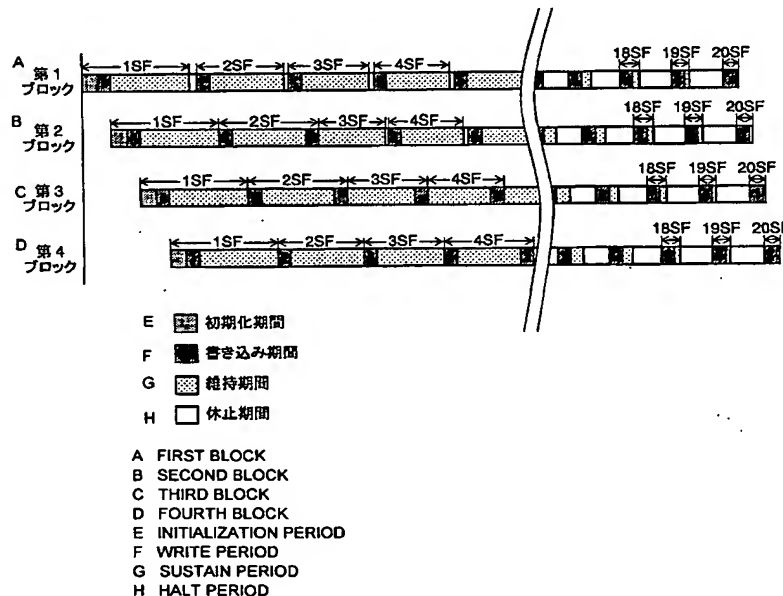 A 第1 ブロック
1SF 2SF 3SF 4SF 18SF 19SF 20SF
B 第2 ブロック
1SF 2SF 3SF 4SF 18SF 19SF 20SF
C 第3 ブロック
1SF 2SF 3SF 4SF 18SF 19SF 20SF
D 第4 ブロック
1SF 2SF 3SF 4SF 18SF 19SF 20SF
E 初期化期間
F 書き込み期間
G 維持期間
H 休止期間
A FIRST BLOCK
B SECOND BLOCK
C THIRD BLOCK
D FOURTH BLOCK
E INITIALIZATION PERIOD
F WRITE PERIOD
G SUSTAIN PERIOD
H HALT PERIOD